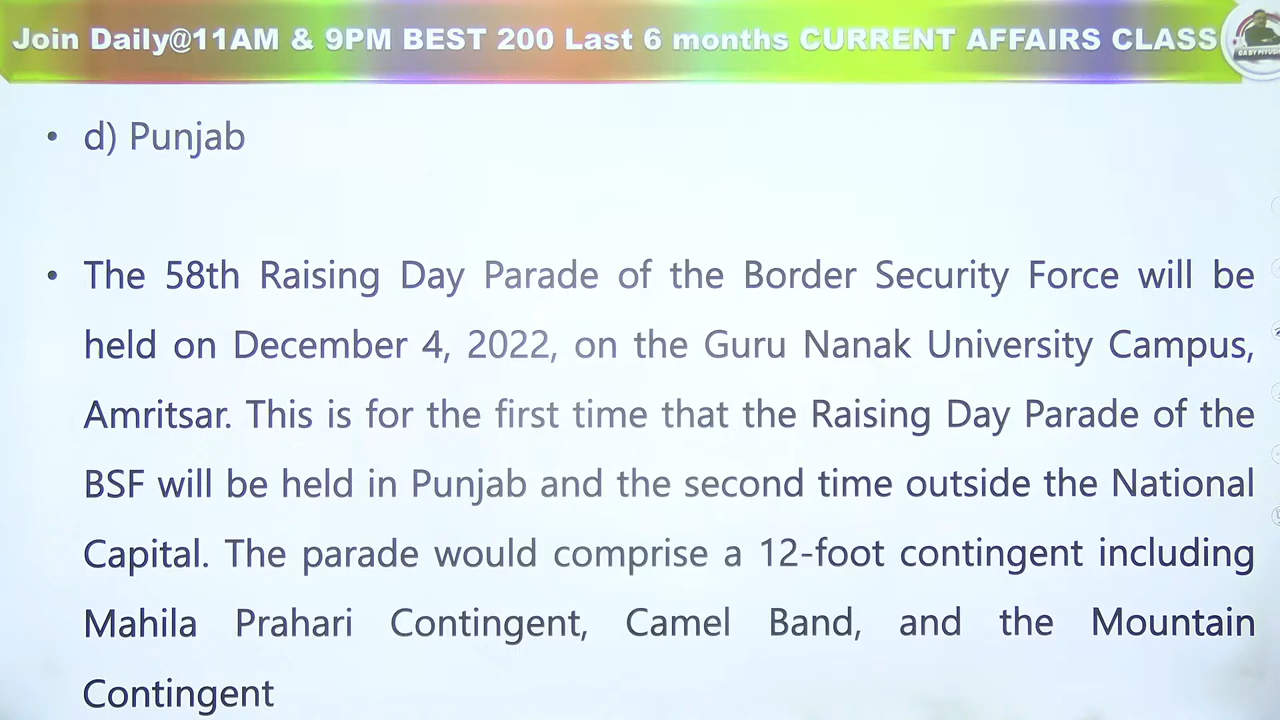 Join Daily@11AM & 9PM BEST 200 Last 6 months CURRENT AFFAIRS CLASS
GA BY PIYUSH
• d) Punjab
• The 58th Raising Day Parade of the Border Security Force will be
held on December 4, 2022, on the Guru Nanak University Campus,
Amritsar. This is for the first time that the Raising Day Parade of the
BSF will be held in Punjab and the second time outside the National
Capital. The parade would comprise a 12-foot contingent including
Mahila Prahari Contingent, Camel Band, and the Mountain
Contingent